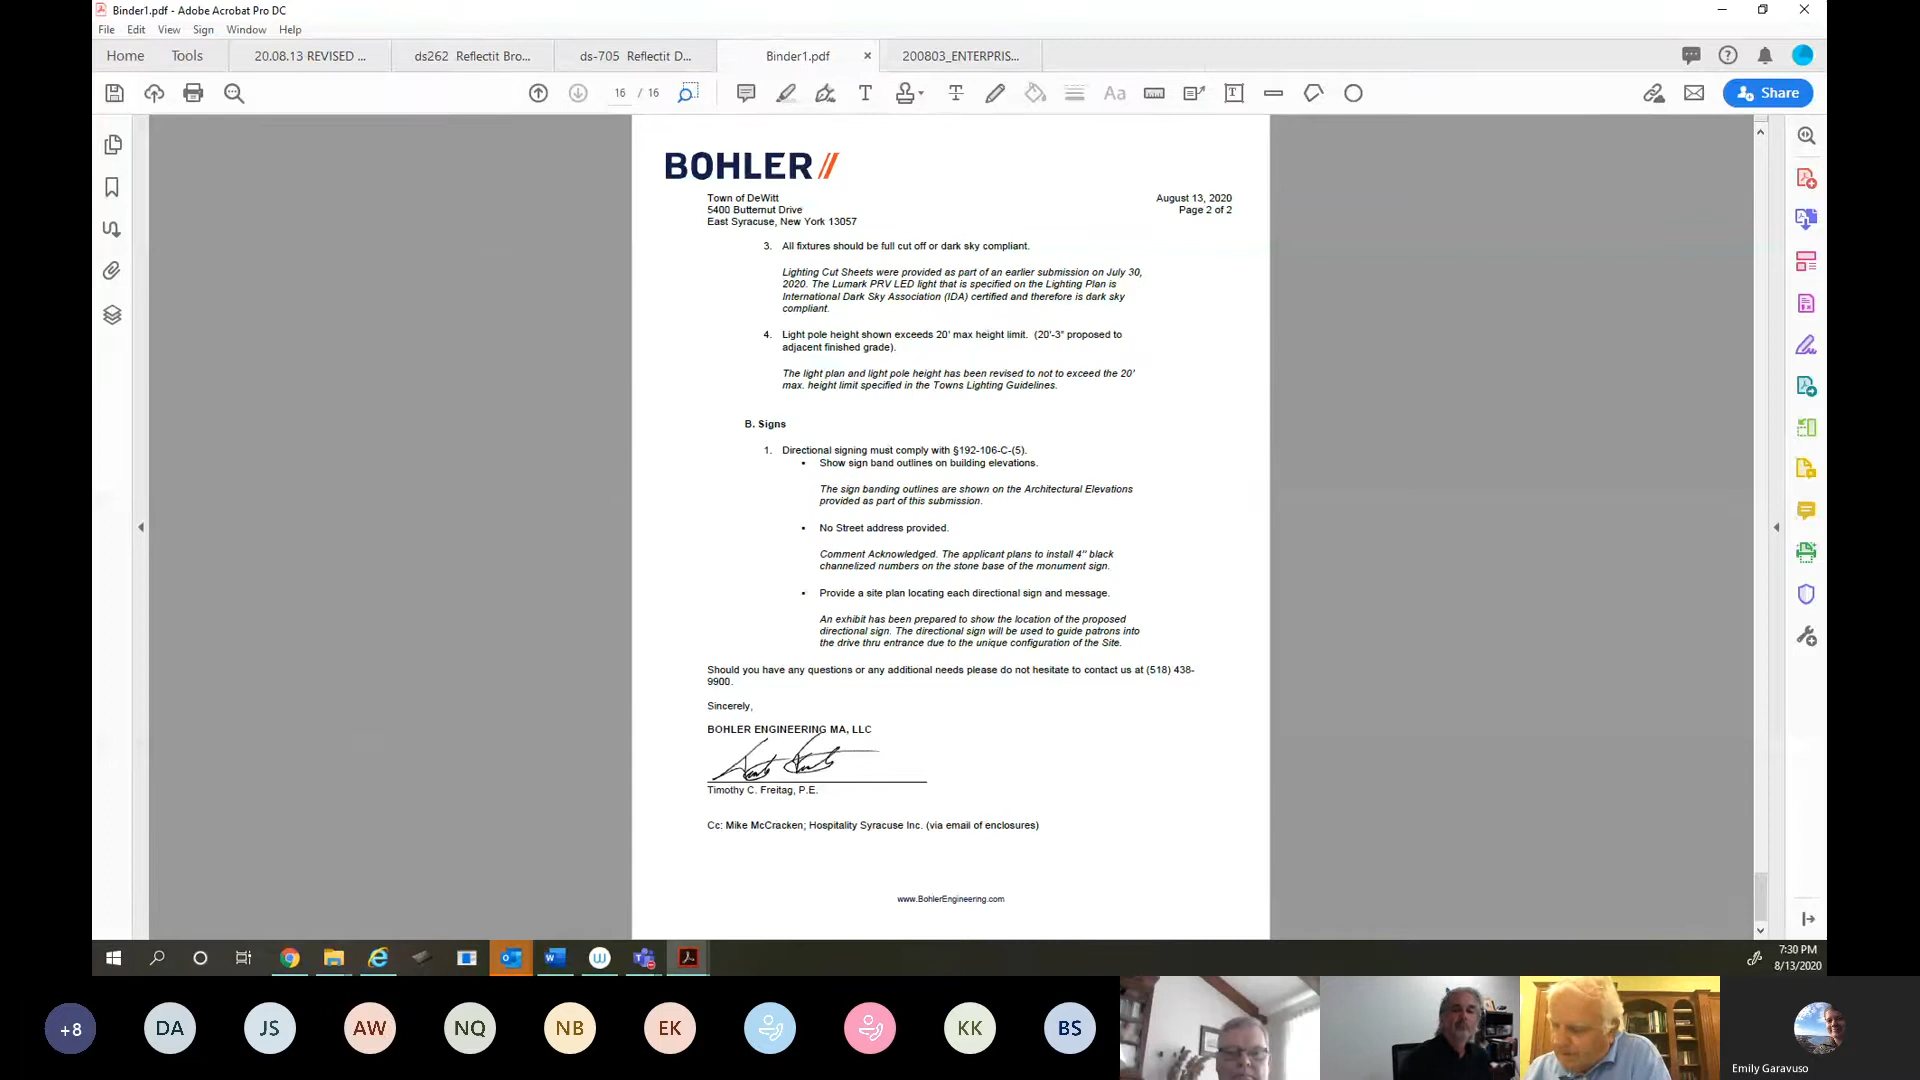 Binder1.pdf - Adobe Acrobat Pro DC
File Edit View Sign Window Help
Home Tools 20.08.13 REVISED ... ds262 Reflectit Bro... ds-705 Reflectit D... Binder1.pdf × 200803_ENTERPRIS...
16 / 16 Share
BOHLER//
Town of DeWitt August 13, 2020
5400 Butternut Drive Page 2 of 2
East Syracuse, New York 13057
3. All fixtures should be full cut off or dark sky compliant.
Lighting Cut Sheets were provided as part of an earlier submission on July 30,
2020. The Lumark PRV LED light that is specified on the Lighting Plan is
International Dark Sky Association (IDA) certified and therefore is dark sky
compliant.
4. Light pole height shown exceeds 20' max height limit. (20'-3" proposed to
adjacent finished grade).
The light plan and light pole height has been revised to not to exceed the 20'
max. height limit specified in the Towns Lighting Guidelines.
B. Signs
1. Directional signing must comply with §192-106-C-(5).
• Show sign band outlines on building elevations.
The sign banding outlines are shown on the Architectural Elevations
provided as part of this submission.
• No Street address provided.
Comment Acknowledged. The applicant plans to install 4" black
channelized numbers on the stone base of the monument sign.
• Provide a site plan locating each directional sign and message.
An exhibit has been prepared to show the location of the proposed
directional sign. The directional sign will be used to guide patrons into
the drive thru entrance due to the unique configuration of the Site.
Should you have any questions or any additional needs please do not hesitate to contact us at (518) 438-
9900.
Sincerely,
BOHLER ENGINEERING MA, LLC
Timothy C. Freitag, P.E.
Cc: Mike McCracken; Hospitality Syracuse Inc. (via email of enclosures)
www.BohlerEngineering.com
7:30 PM
8/13/2020
+8 DA JS AW NQ NB EK KK BS
Emily Garavuso